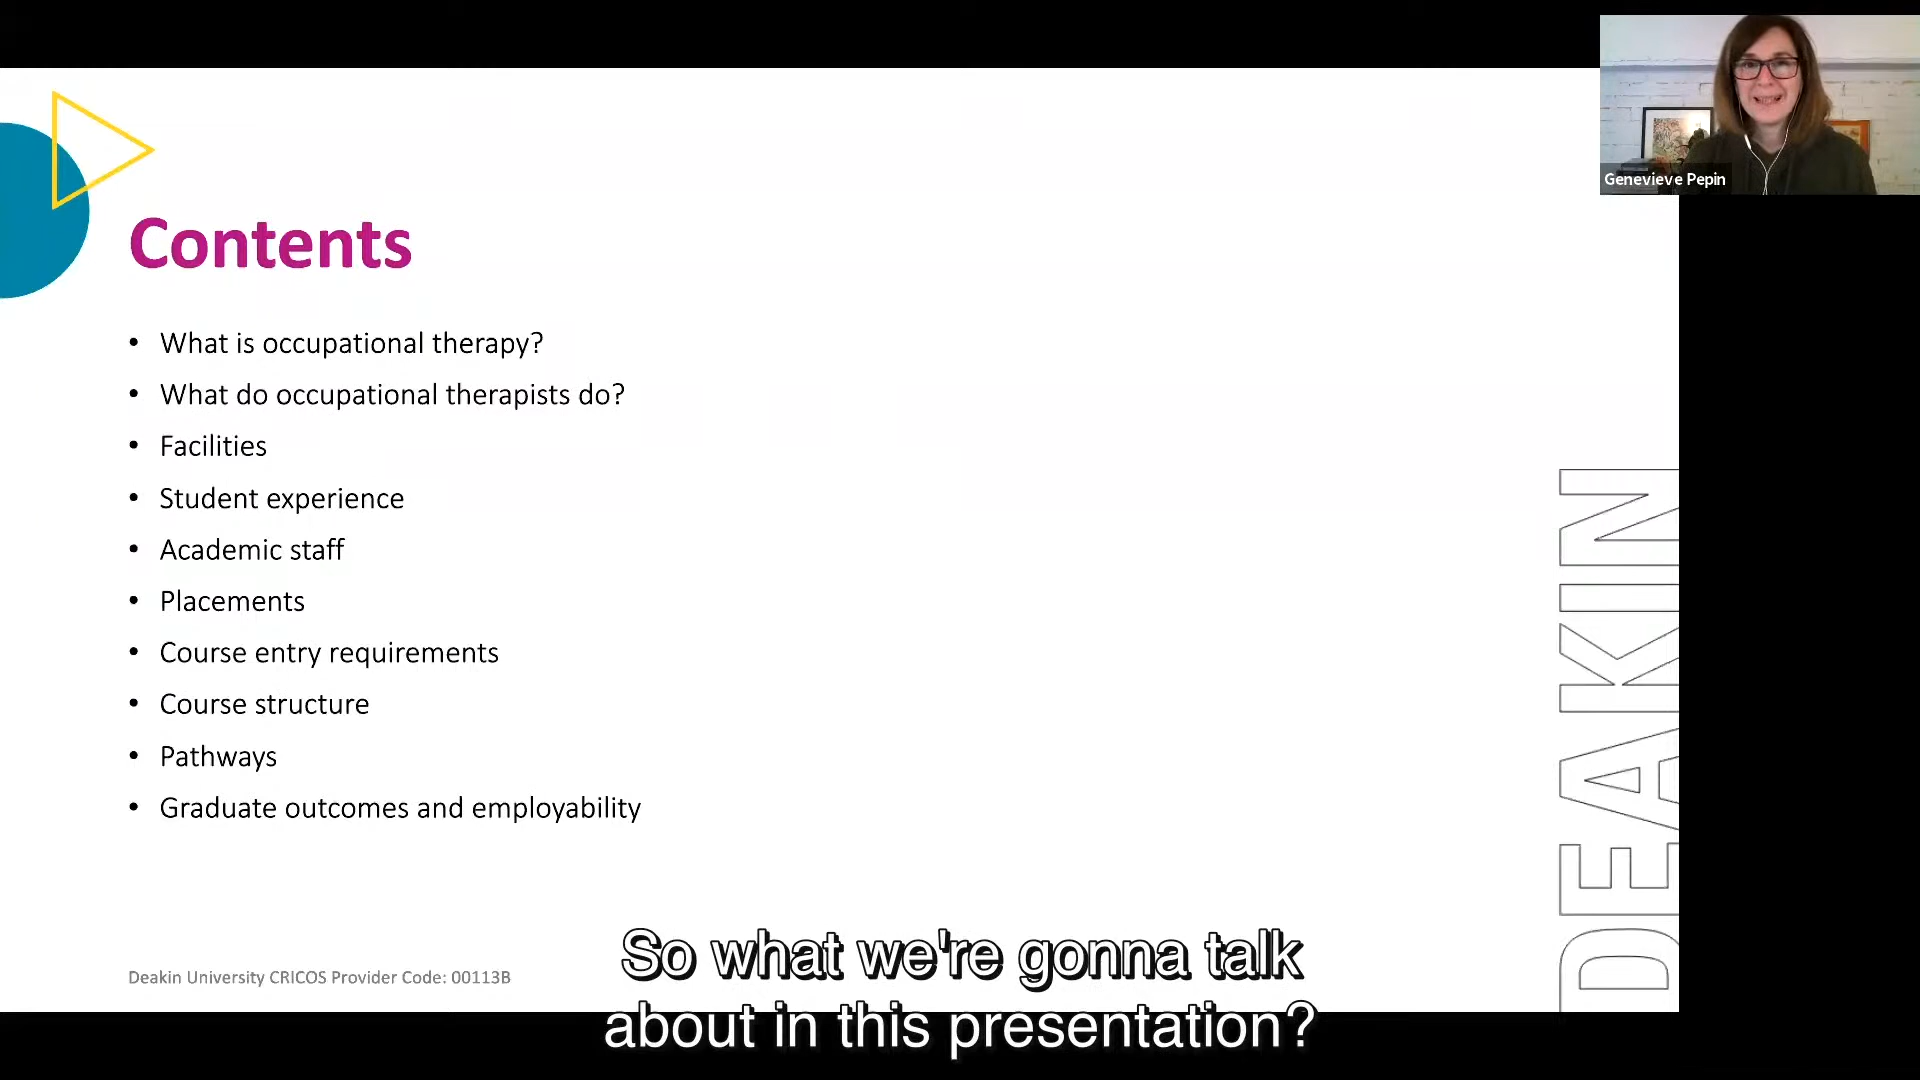 Genevieve Pepin
Contents
• What is occupational therapy?
• What do occupational therapists do?
• Facilities
• Student experience
• Academic staff
• Placements
• Course entry requirements
• Course structure
• Pathways
• Graduate outcomes and employability
DEAKIN
Deakin University CRICOS Provider Code: 00113B
So what we're gonna talk
about in this presentation?